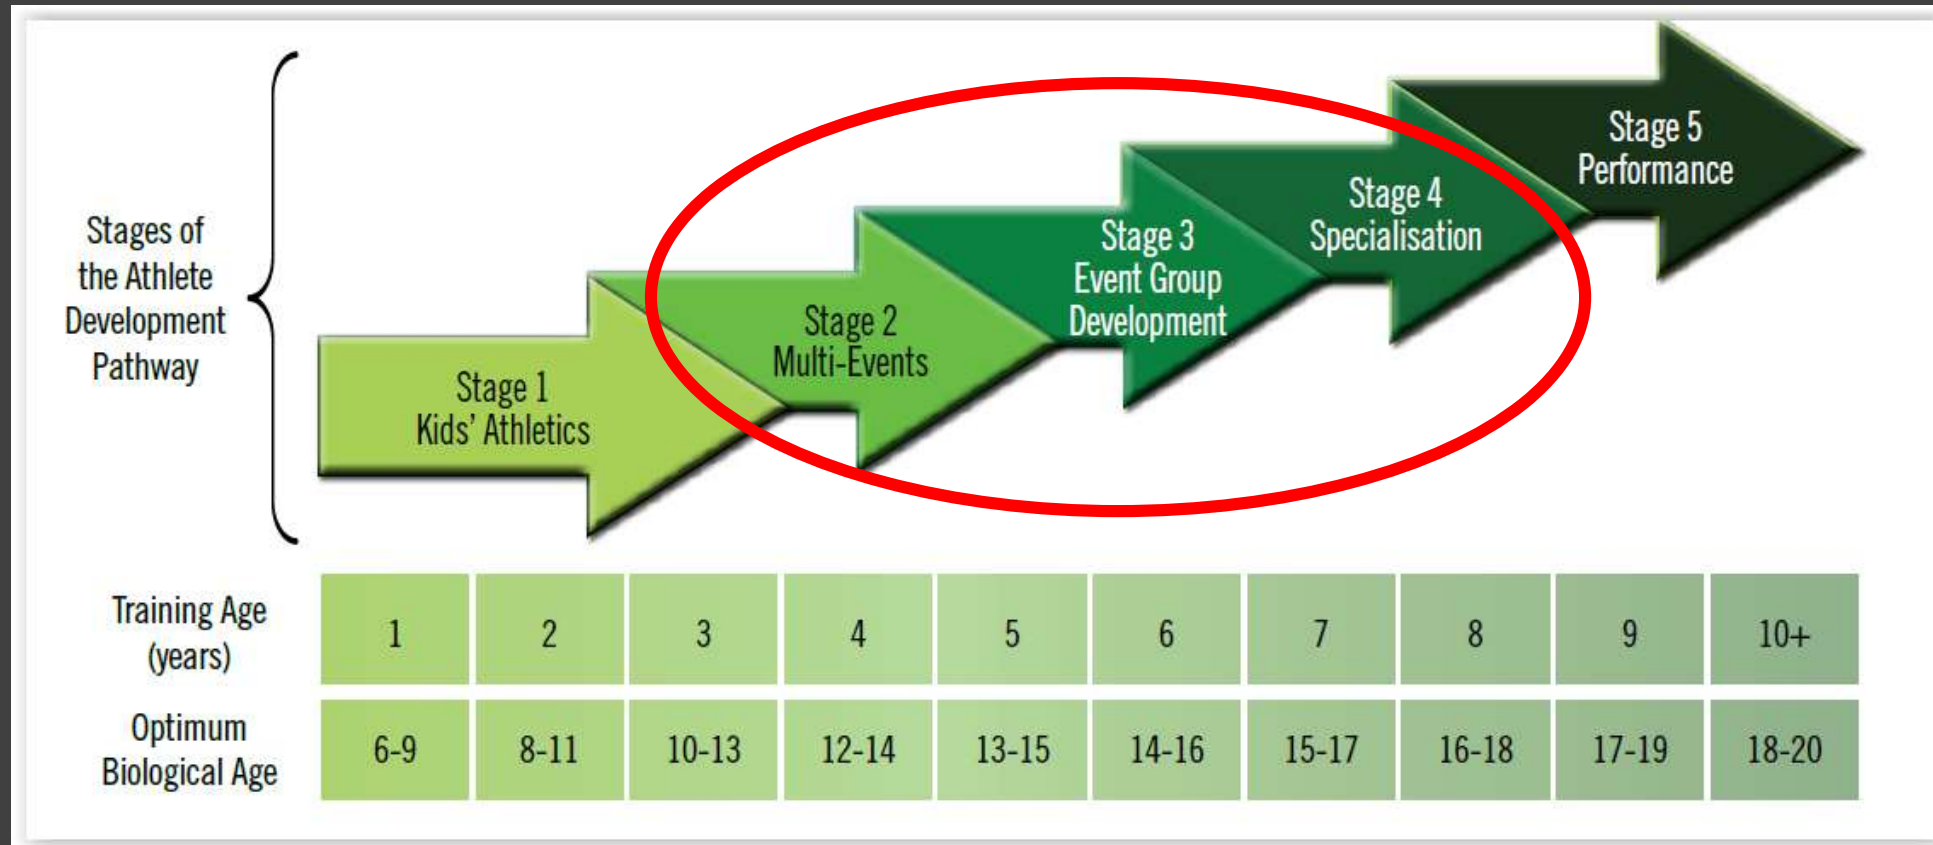 Stages of
the Athlete
Development
Pathway
Stage 1
Kids' Athletics
Stage 2
Multi-Events
Stage 3
Event Group
Development
Stage 4
Specialisation
Stage 5
Performance
Training Age
(years)
1 2 3 4 5 6 7 8 9 10+
Optimum
Biological Age
6-9 8-11 10-13 12-14 13-15 14-16 15-17 16-18 17-19 18-20